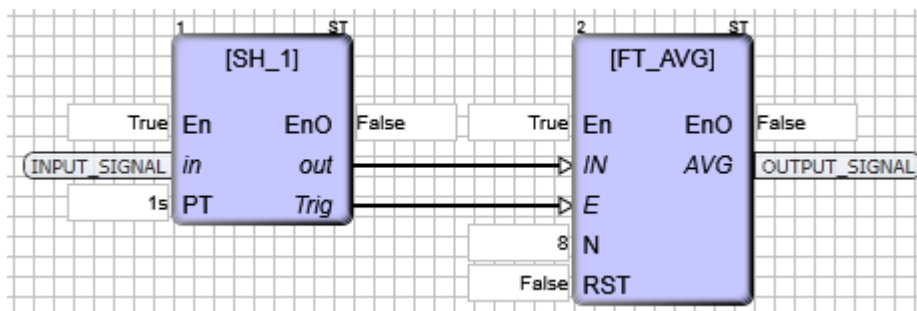 1 ST 2 ST
[SH_1] [FT_AVG]
True En EnO False True En EnO False
INPUT_SIGNAL in out IN AVG OUTPUT_SIGNAL
1s PT Trig E
8 N
False RST